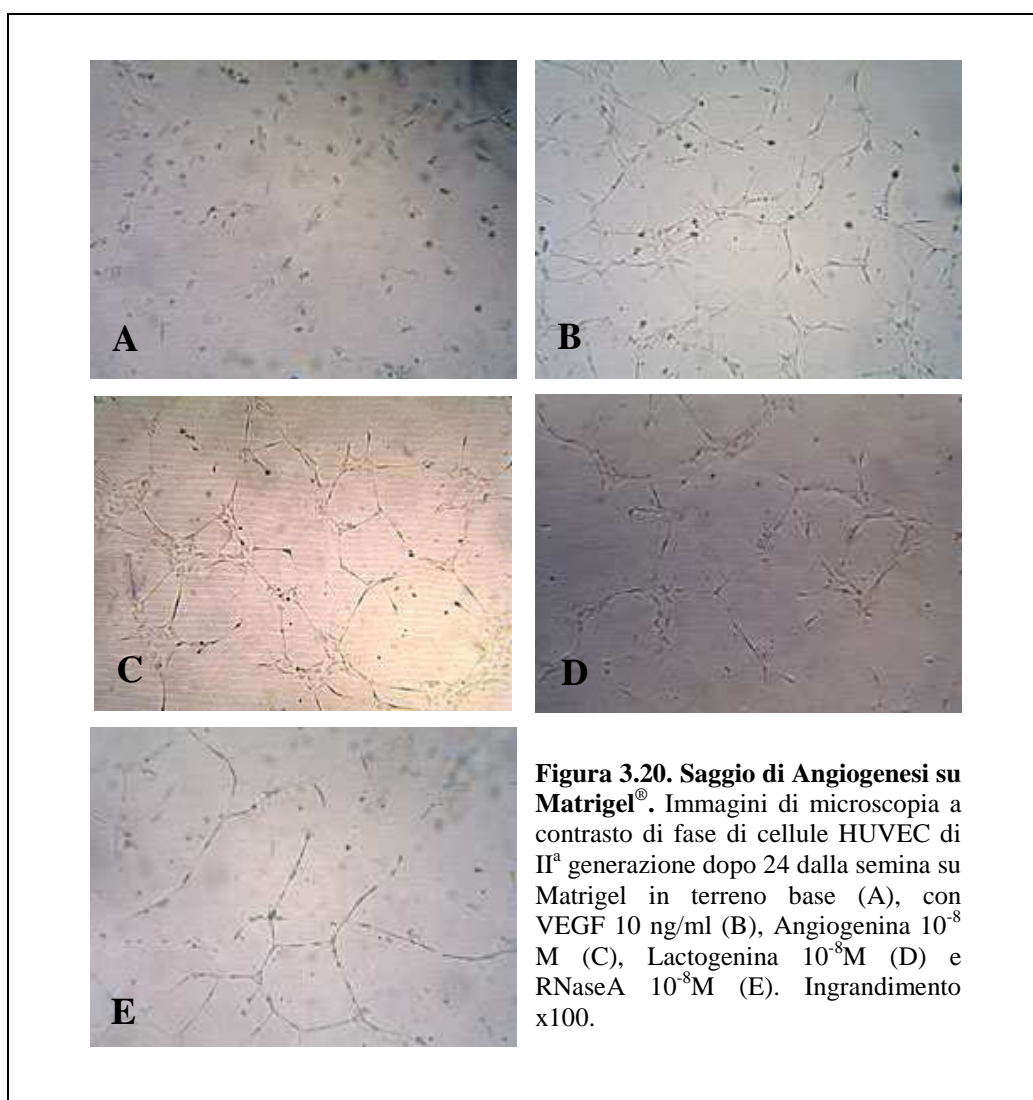 A
B
C
D
E
Figura 3.20. Saggio di Angiogenesi su
Matrigel®. Immagini di microscopia a
contrasto di fase di cellule HUVEC di
IIª generazione dopo 24 dalla semina su
Matrigel in terreno base (A), con
VEGF 10 ng/ml (B), Angiogenina 10⁻⁸
M (C), Lactogenina 10⁻⁸M (D) e
RNaseA 10⁻⁸M (E). Ingrandimento
x100.